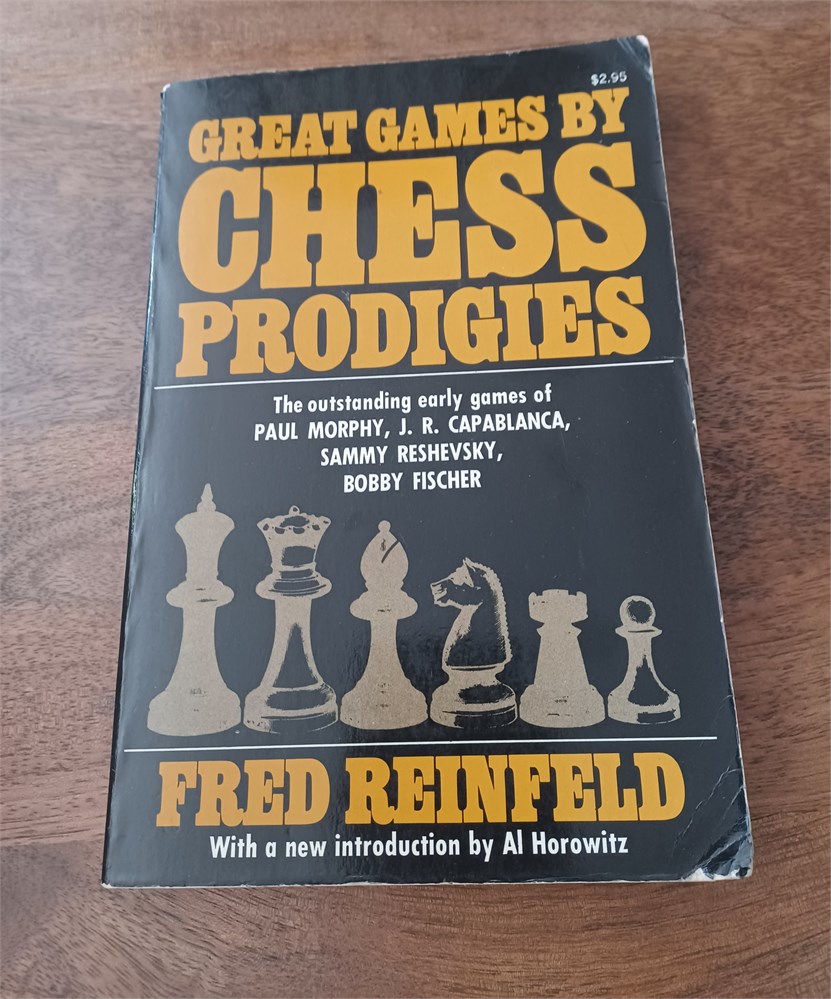 $2.95
GREAT GAMES BY
CHESS
PRODIGIES
The outstanding early games of
PAUL MORPHY, J. R. CAPABLANCA,
SAMMY RESHEVSKY,
BOBBY FISCHER
FRED REINFELD
With a new introduction by Al Horowitz